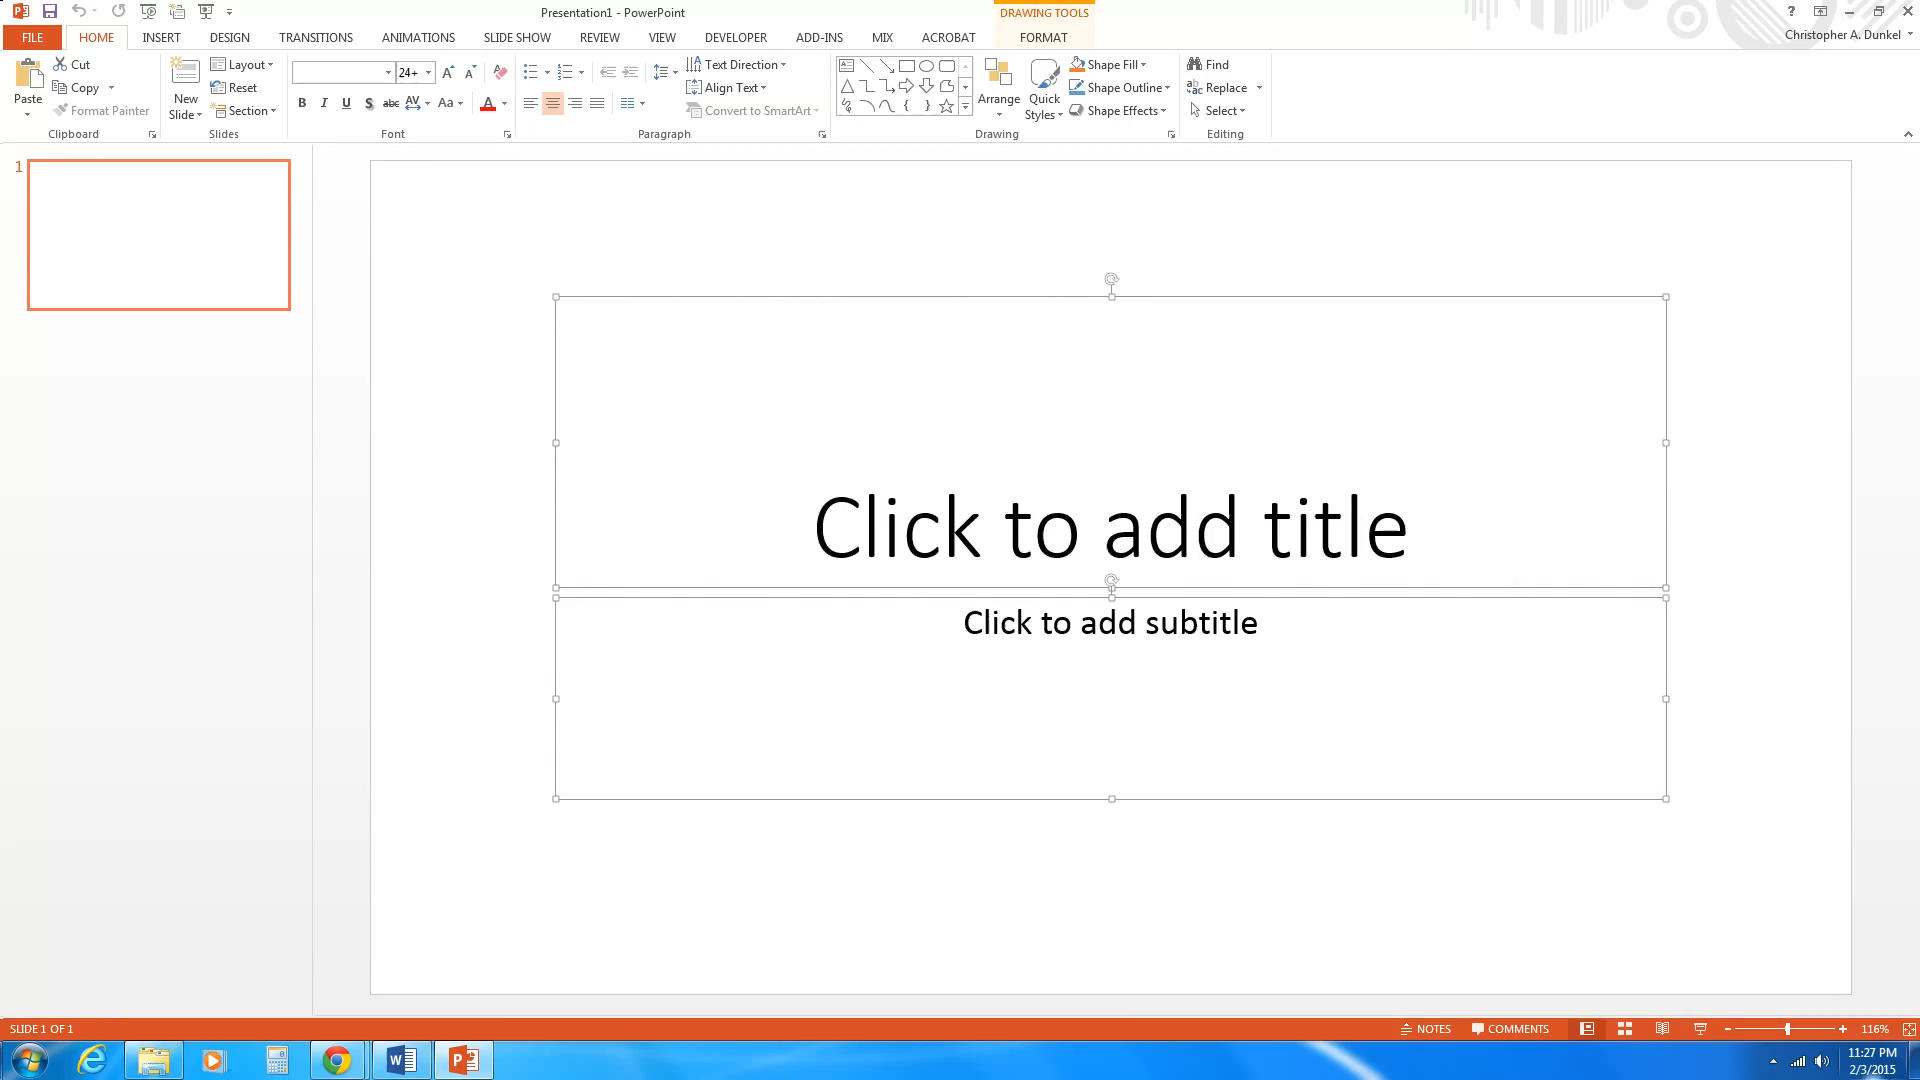 Presentation1 - PowerPoint
DRAWING TOOLS
?
FILE HOME INSERT DESIGN TRANSITIONS ANIMATIONS SLIDE SHOW REVIEW VIEW DEVELOPER ADD-INS MIX ACROBAT FORMAT
Christopher A. Dunkel
Paste
Cut
Copy
Format Painter
Clipboard
New
Slide
Layout
Reset
Section
Slides
24+
B I U S abc AV Aa A
Font
Text Direction
Align Text
Convert to SmartArt
Paragraph
Arrange
Quick
Styles
Shape Fill
Shape Outline
Shape Effects
Drawing
Find
Replace
Select
Editing
1
Click to add title
Click to add subtitle
SLIDE 1 OF 1
NOTES COMMENTS 116%
11:27 PM
2/3/2015